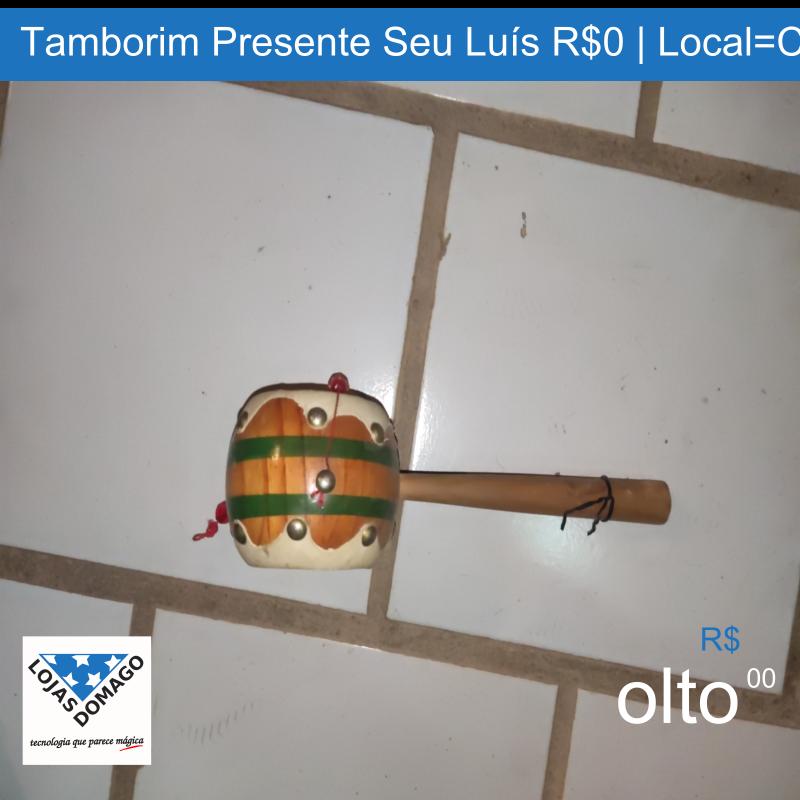 Tamborim Presente Seu Luís R$0 | Local=C
R$
olto 00
LOJAS DOMAGO
tecnologia que parece mágica